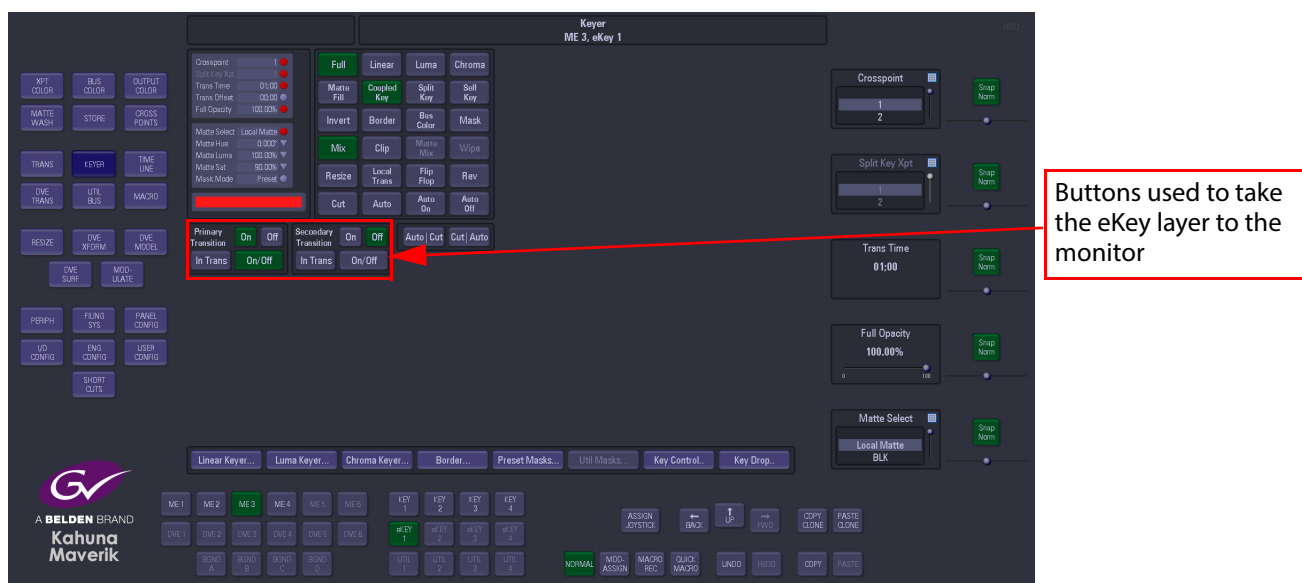 Keyer
ME 3, eKey 1
HUD
XPT COLOR
BUS COLOR
OUTPUT COLOR
MATTE WASH
STORE
CROSS POINTS
TRANS
KEYER
TIME LINE
DVE TRANS
UTIL BUS
MACRO
RESIZE
DVE XFORM
DVE MODEL
DVE SURF
MOD-ULATE
PERIPH
FILING SYS
PANEL CONFIG
I/O CONFIG
ENG CONFIG
USER CONFIG
SHORT CUTS
Crosspoint 1
Split Key Xpt 1
Trans Time 01:00
Trans Offset 00:00
Full Opacity 100.00%
Matte Select Local Matte
Matte Hue 0.000°
Matte Luma 100.00%
Matte Sat 90.00%
Mask Mode Preset
Full Linear Luma Chroma
Matte Fill
Coupled Key
Split Key
Self Key
Invert
Border
Bus Color
Mask
Mix
Clip
Matte Mix
Wipe
Resize
Local Trans
Flip Flop
Rev
Cut
Auto
Auto On
Auto Off
Primary Transition On Off
In Trans On/Off
Secondary Transition On Off
In Trans On/Off
Auto|Cut Cut|Auto
Crosspoint
1
2
Snap Norm
Split Key Xpt
1
2
Snap Norm
Trans Time
01:00
Snap Norm
Full Opacity
100.00%
0 100
Snap Norm
Matte Select
Local Matte
BLK
Snap Norm
Buttons used to take
the eKey layer to the
monitor
Linear Keyer... Luma Keyer... Chroma Keyer... Border... Preset Masks... Util Masks... Key Control.. Key Drop..
GV
A BELDEN BRAND
Kahuna
Maverik
ME 1 ME 2 ME 3 ME 4 ME 5 ME 6
DVE 1 DVE 2 DVE 3 DVE 4 DVE 5 DVE 6
BGND A BGND B BGND C BGND D
KEY 1 KEY 2 KEY 3 KEY 4
eKEY 1 eKEY 2 eKEY 3 eKEY 4
UTIL 1 UTIL 2 UTIL 3 UTIL 4
ASSIGN JOYSTICK
← BACK
↑ UP
→ FWD
COPY CLONE
PASTE CLONE
NORMAL
MOD-ASSIGN
MACRO REC
QUICK MACRO
UNDO
REDO
COPY
PASTE